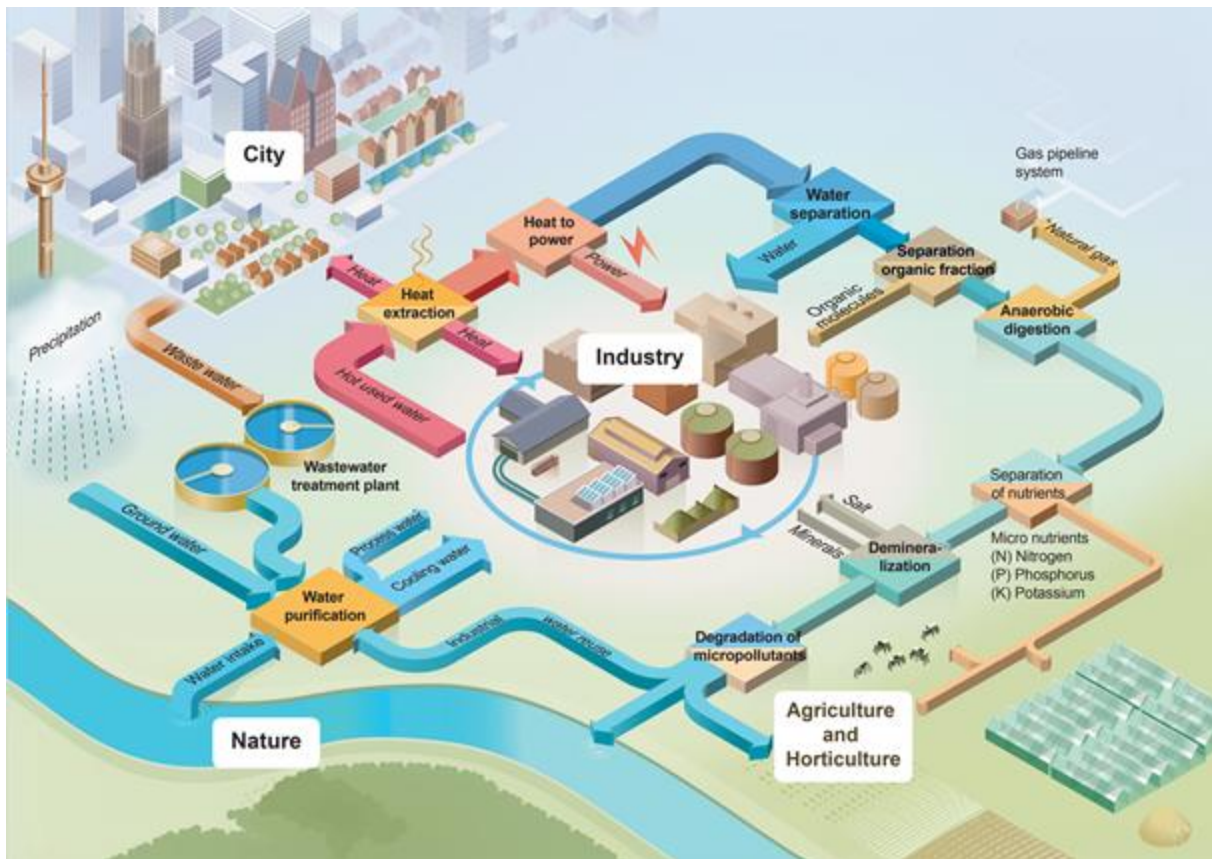 City
Gas pipeline
system
Heat to
power
Water
separation
*Natural gas
Water
Separation
organic fraction
Power
Heat
Heat
extraction
Organic
molecules
Anaerobic
digestion
Precipitation
Heat
Industry
Waste water
Hot used water
Wastewater
treatment plant
Separation
of nutrients
Salt
Minerals
Deminera-
lization
Micro nutrients
(N) Nitrogen
(P) Phosphorus
(K) Potassium
Ground water
Process water
Cooling water
Water
purification
Water intake
Industrial
water reuse
Degradation of
micropollutants
Nature
Agriculture
and
Horticulture